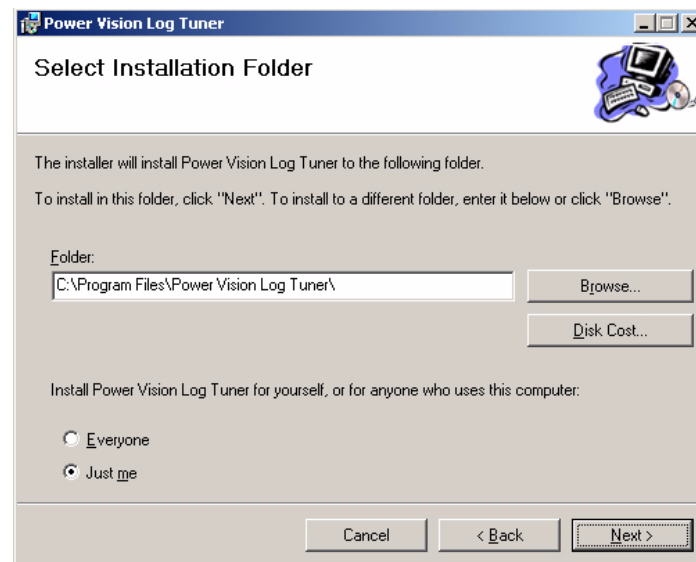 Power Vision Log Tuner
Select Installation Folder
The installer will install Power Vision Log Tuner to the following folder.
To install in this folder, click "Next". To install to a different folder, enter it below or click "Browse".
Folder:
C:\Program Files\Power Vision Log Tuner\
Browse...
Disk Cost...
Install Power Vision Log Tuner for yourself, or for anyone who uses this computer:
Everyone
Just me
Cancel
< Back
Next >